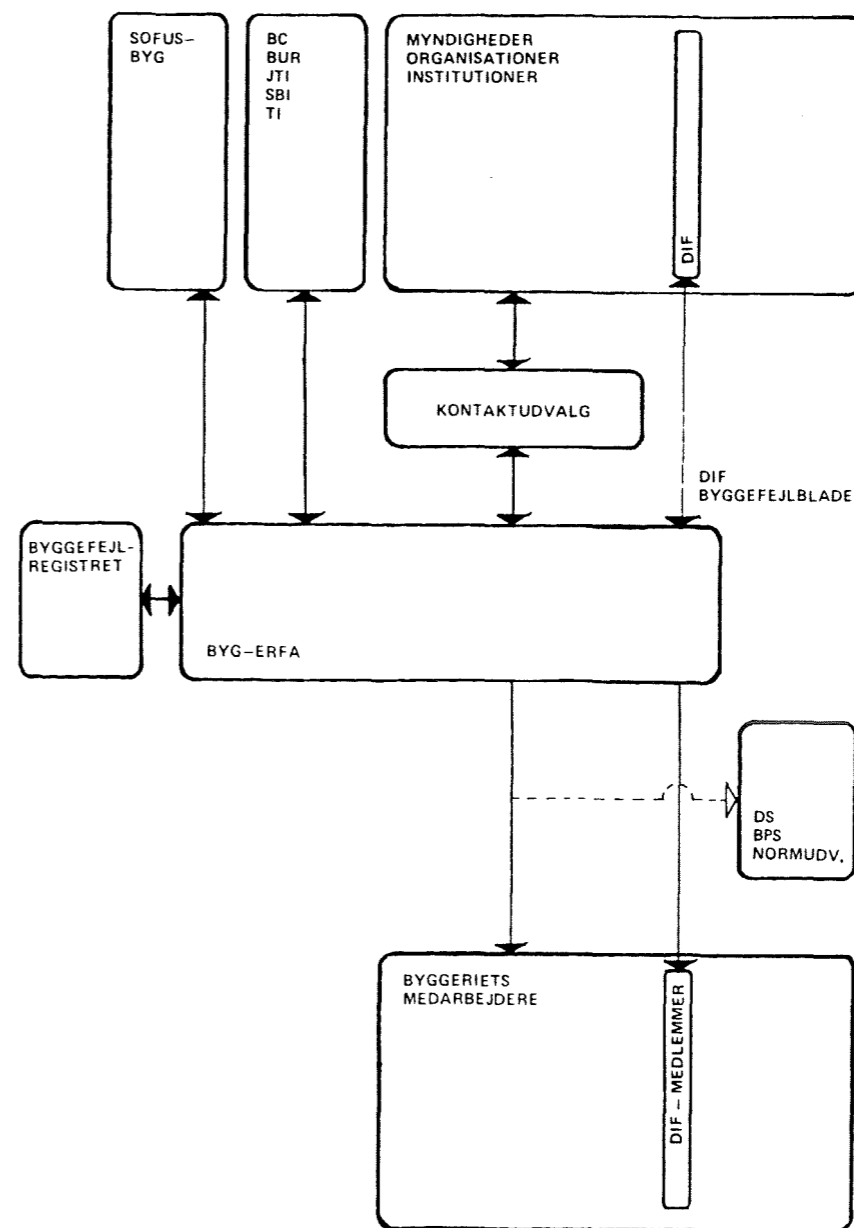 SOFUS-
BYG
BC
BUR
JTI
SBI
TI
MYNDIGHEDER
ORGANISATIONER
INSTITUTIONER
DIF
KONTAKTUDVALG
DIF
BYGGEFEJLBLADE
BYGGEFEJL-
REGISTRET
BYG-ERFA
DS
BPS
NORMUDV.
BYGGERIETS
MEDARBEJDERE
DIF - MEDLEMMER